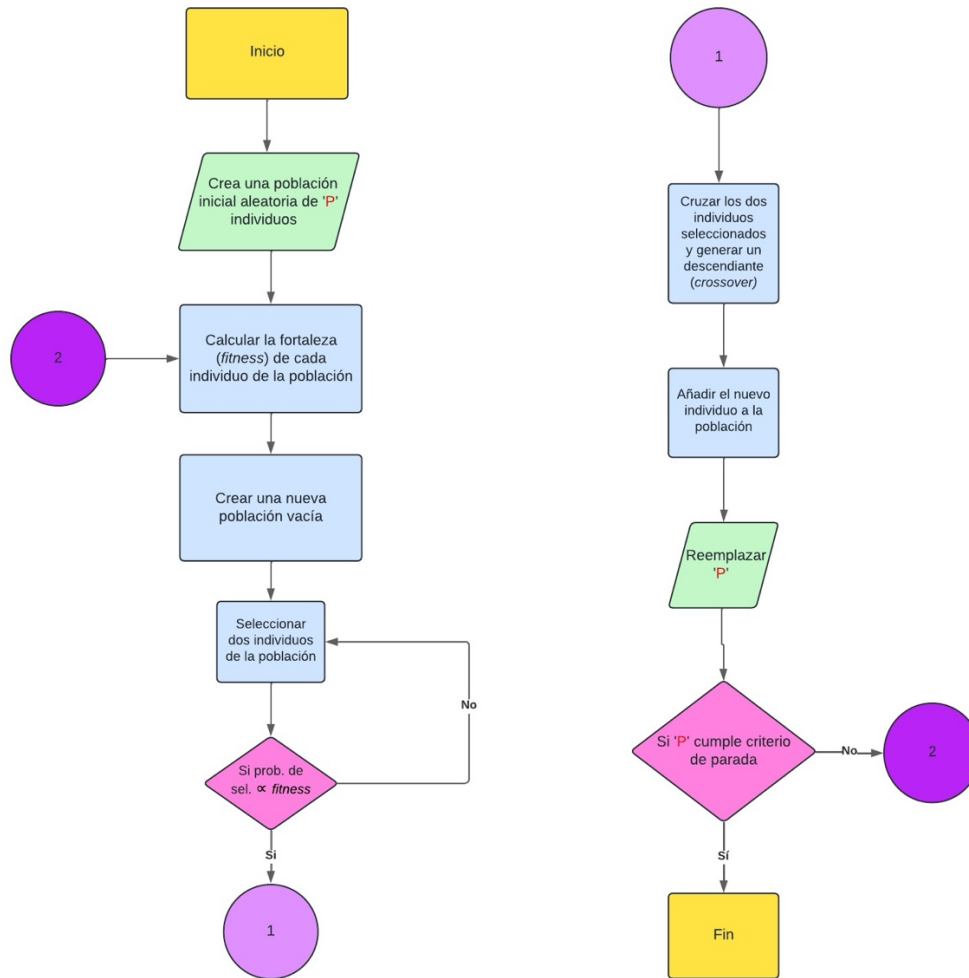 Inicio
Crea una población
inicial aleatoria de 'P'
individuos
2
Calcular la fortaleza
(fitness) de cada
individuo de la población
Crear una nueva
población vacía
Seleccionar
dos individuos
de la población
No
Si prob. de
sel. ∝ fitness
Si
1
1
Cruzar los dos
individuos
seleccionados
y generar un
descendiante
(crossover)
Añadir el nuevo
individuo a la
población
Reemplazar
'P'
Si 'P' cumple criterio
de parada
No
2
Sí
Fin